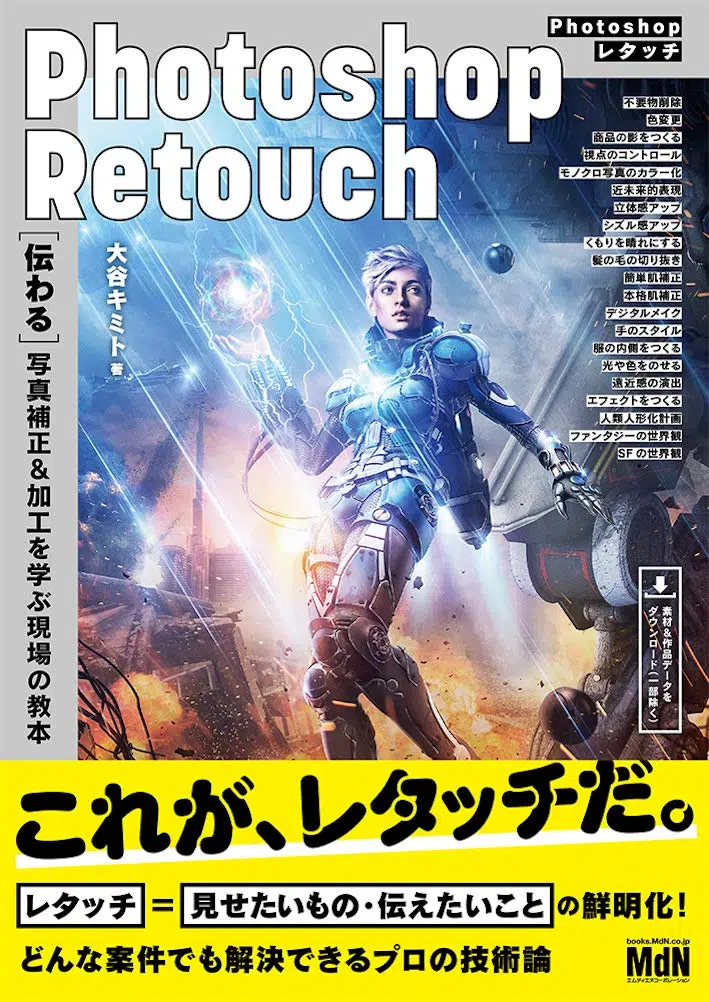 Photoshop
Retouch
Photoshop
レタッチ
不要物削除
色変更
商品の影をつくる
視点のコントロール
モノクロ写真のカラー化
近未来的表現
立体感アップ
シズル感アップ
くもりを晴れにする
髪の毛の切り抜き
簡単肌補正
本格肌補正
デジタルメイク
手のスタイル
服の内側をつくる
光や色をのせる
遠近感の演出
エフェクトをつくる
人類人形化計画
ファンタジーの世界観
SFの世界観
大谷キミト 著
[伝わる]写真補正&加工を学ぶ現場の教本
素材&作品データを
ダウンロード(一部除く)
これが、レタッチだ。
レタッチ=見せたいもの・伝えたいことの鮮明化!
どんな案件でも解決できるプロの技術論
books.MdN.co.jp
MdN
エムディエヌコーポレーション